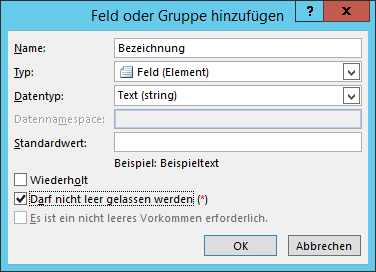 Feld oder Gruppe hinzufügen ? x
Name: Bezeichnung
Typ: Feld (Element)
Datentyp: Text (string)
Datennamespace:
Standardwert:
Beispiel: Beispieltext
Wiederholt
Darf nicht leer gelassen werden (*)
Es ist ein nicht leeres Vorkommen erforderlich.
OK Abbrechen